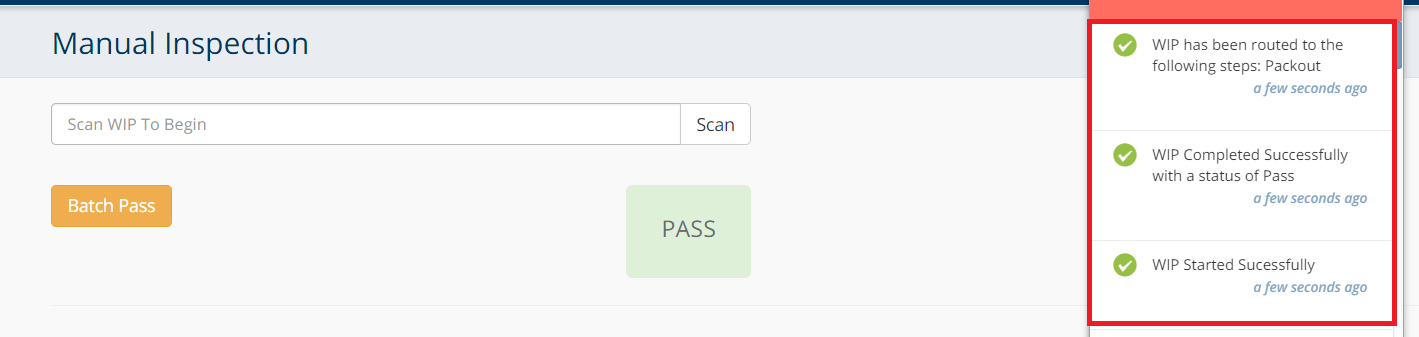 Manual Inspection
Scan WIP To Begin
Scan
Batch Pass
PASS
WIP has been routed to the
following steps: Packout
a few seconds ago
WIP Completed Successfully
with a status of Pass
a few seconds ago
WIP Started Sucessfully
a few seconds ago